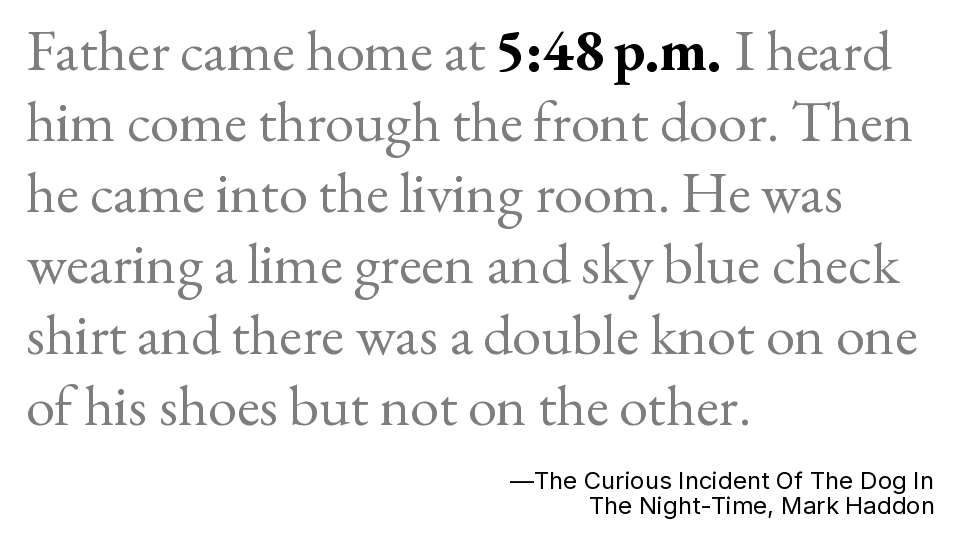 Father came home at 5:48 p.m. I heard
him come through the front door. Then
he came into the living room. He was
wearing a lime green and sky blue check
shirt and there was a double knot on one
of his shoes but not on the other.
—The Curious Incident Of The Dog In
The Night-Time, Mark Haddon